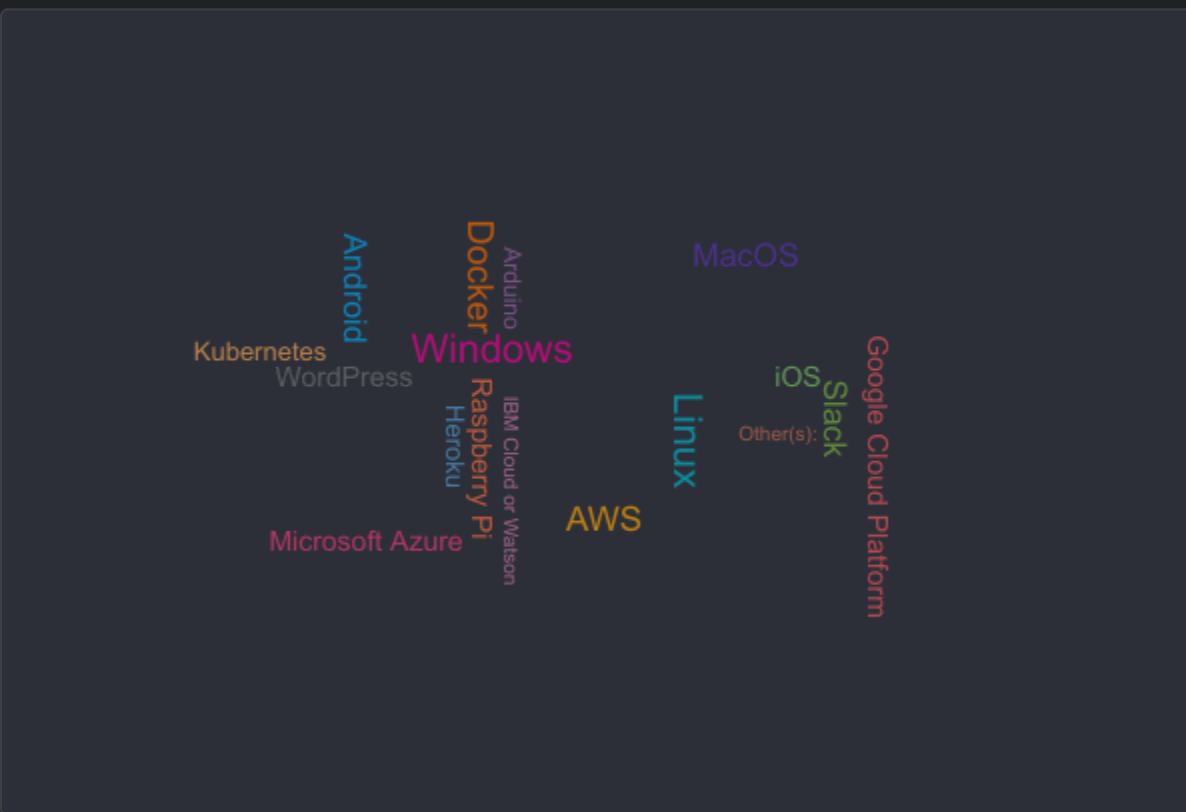 Docker
Android
MacOS
Arduino
Windows
Kubernetes
WordPress
iOS
Google Cloud Platform
Slack
Raspberry Pi
Linux
IBM Cloud or Watson
Heroku
Other(s):
AWS
Microsoft Azure